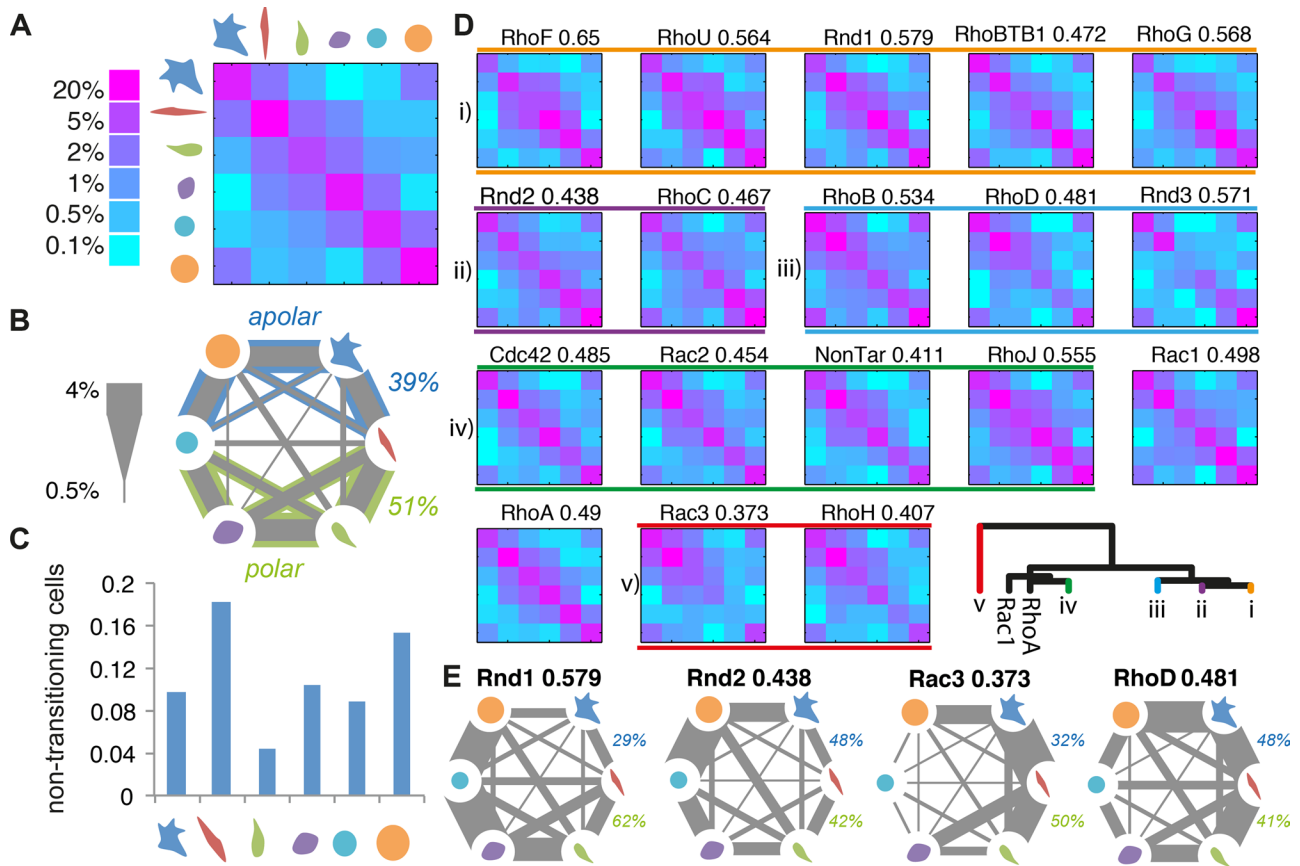 A
20%
5%
2%
1%
0.5%
0.1%
B
apolar
4%
0.5%
39%
51%
polar
C
non-transitioning cells
0.2
0.16
0.12
0.08
0.04
0
D
RhoF 0.65 RhoU 0.564 Rnd1 0.579 RhoBTB1 0.472 RhoG 0.568
i)
Rnd2 0.438 RhoC 0.467 RhoB 0.534 RhoD 0.481 Rnd3 0.571
ii) iii)
Cdc42 0.485 Rac2 0.454 NonTar 0.411 RhoJ 0.555 Rac1 0.498
iv)
RhoA 0.49 Rac3 0.373 RhoH 0.407
v)
v Rac1 RhoA iv iii ii i
E
Rnd1 0.579 Rnd2 0.438 Rac3 0.373 RhoD 0.481
29% 48% 32% 48%
62% 42% 50% 41%